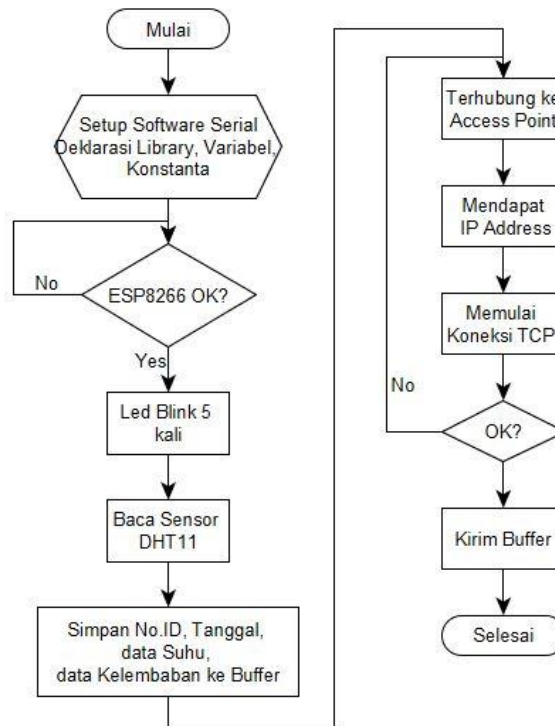 Mulai
Setup Software Serial
Deklarasi Library, Variabel,
Konstanta
No
ESP8266 OK?
Yes
Led Blink 5
kali
Baca Sensor
DHT11
Simpan No.ID, Tanggal,
data Suhu,
data Kelembaban ke Buffer
Terhubung ke
Access Point
Mendapat
IP Address
Memulai
Koneksi TCP
No
OK?
Kirim Buffer
Selesai